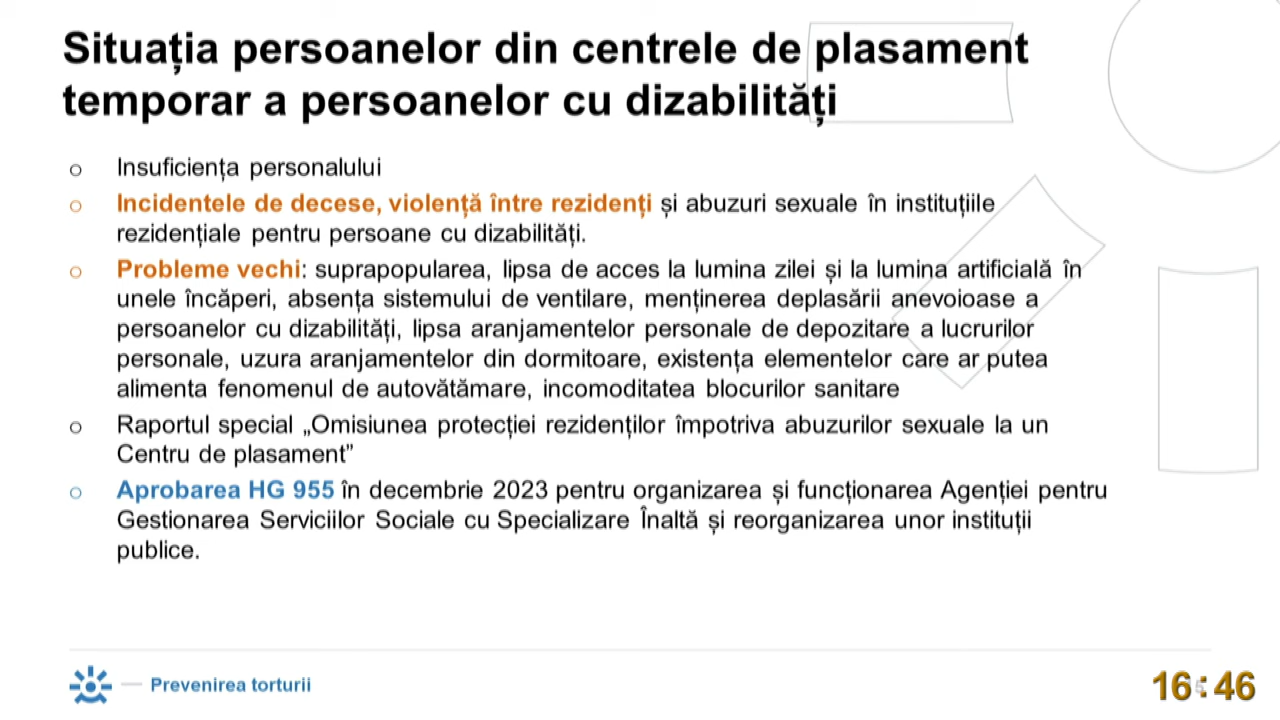 Situația persoanelor din centrele de plasament
temporar a persoanelor cu dizabilități
o Insuficiența personalului
o Incidentele de decese, violență între rezidenți și abuzuri sexuale în instituțiile
rezidențiale pentru persoane cu dizabilități.
o Probleme vechi: suprapopularea, lipsa de acces la lumina zilei și la lumina artificială în
unele încăperi, absența sistemului de ventilare, menținerea deplasării anevoioase a
persoanelor cu dizabilități, lipsa aranjamentelor personale de depozitare a lucrurilor
personale, uzura aranjamentelor din dormitoare, existența elementelor care ar putea
alimenta fenomenul de autovătămare, incomoditatea blocurilor sanitare
o Raportul special „Omisiunea protecției rezidenților împotriva abuzurilor sexuale la un
Centru de plasament”
o Aprobarea HG 955 în decembrie 2023 pentru organizarea și funcționarea Agenției pentru
Gestionarea Serviciilor Sociale cu Specializare Înaltă și reorganizarea unor instituții
publice.
Prevenirea torturii
16:46